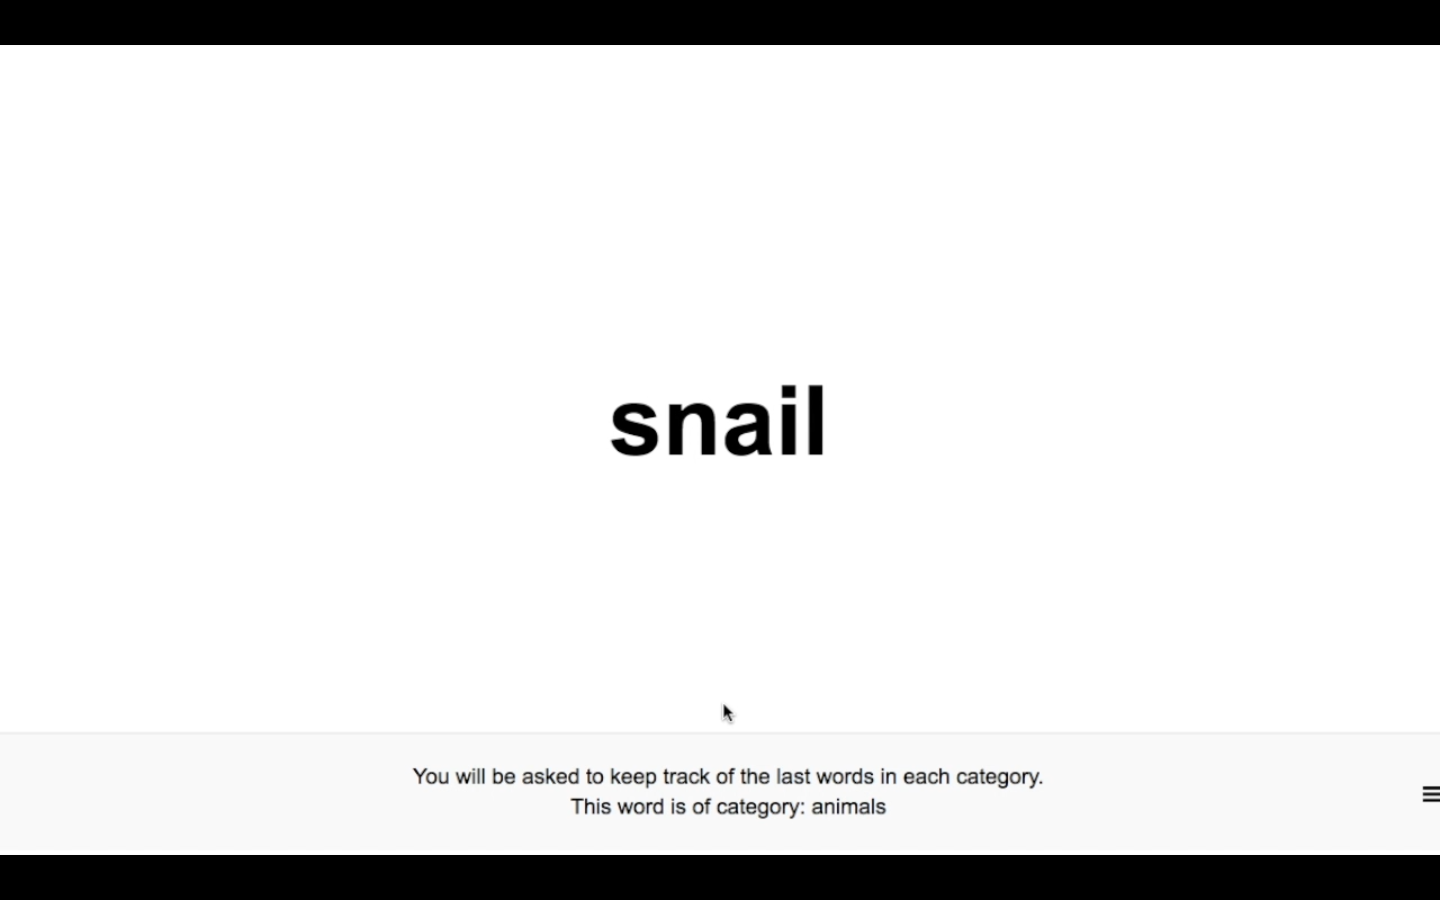 snail
You will be asked to keep track of the last words in each category.
This word is of category: animals